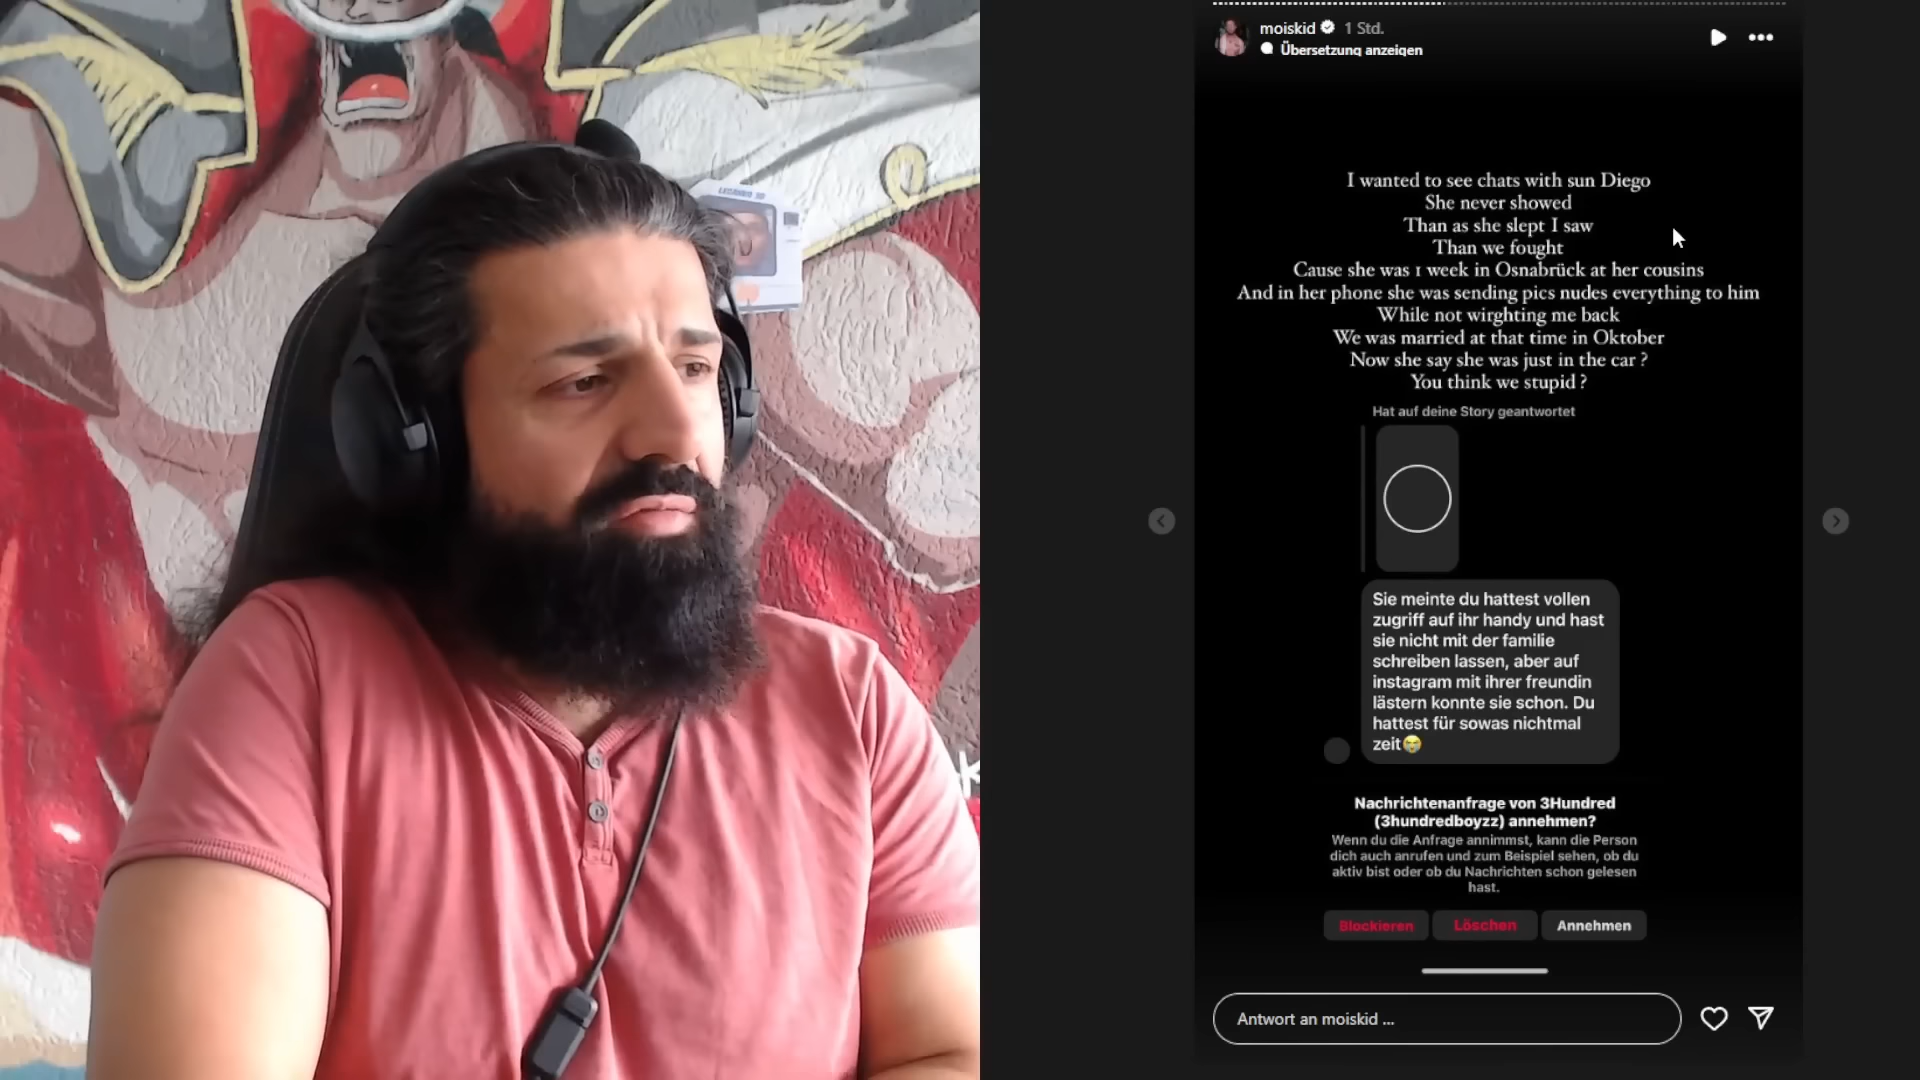 moiskid 1 Std.
Übersetzung anzeigen
I wanted to see chats with sun Diego
She never showed
Than as she slept I saw
Than we fought
Cause she was 1 week in Osnabrück at her cousins
And in her phone she was sending pics nudes everything to him
While not wirghting me back
We was married at that time in Oktober
Now she say she was just in the car ?
You think we stupid ?
Hat auf deine Story geantwortet
Sie meinte du hattest vollen
zugriff auf ihr handy und hast
sie nicht mit der familie
schreiben lassen, aber auf
instagram mit ihrer freundin
lästern konnte sie schon. Du
hattest für sowas nichtmal
zeit😭
Nachrichtenanfrage von 3Hundred
(3hundredboyzz) annehmen?
Wenn du die Anfrage annimmst, kann die Person
dich auch anrufen und zum Beispiel sehen, ob du
aktiv bist oder ob du Nachrichten schon gelesen
hast.
Blockieren Löschen Annehmen
Antwort an moiskid ...